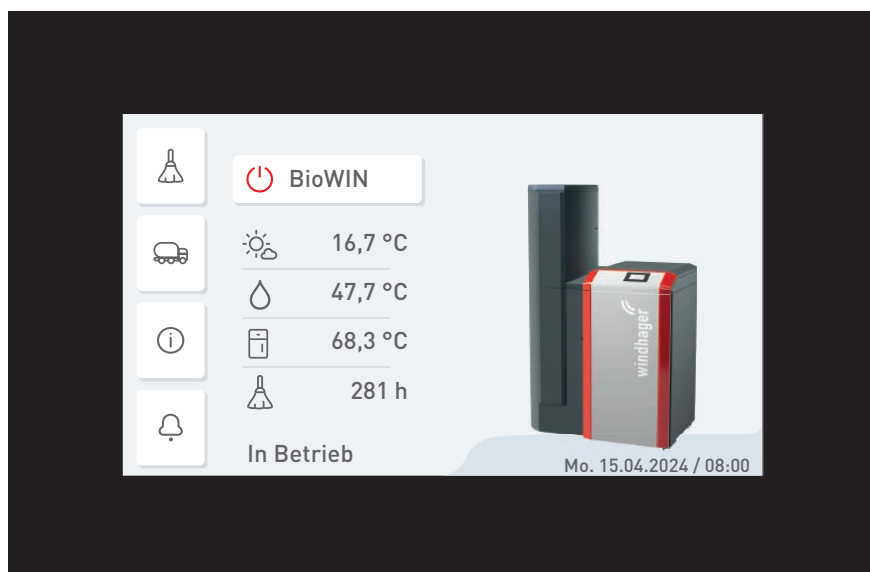 BioWIN
16,7 °C
47,7 °C
68,3 °C
281 h
In Betrieb
windhager
Mo. 15.04.2024 / 08:00